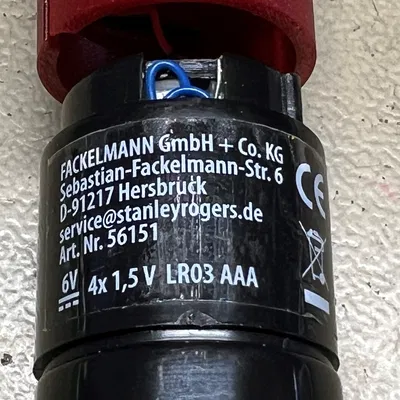 FACKELMANN GmbH + Co. KG
Sebastian-Fackelmann-Str. 6
D-91217 Hersbruck
service@stanleyrogers.de
Art. Nr. 56151
6V 4x 1,5 V LR03 AAA
CE